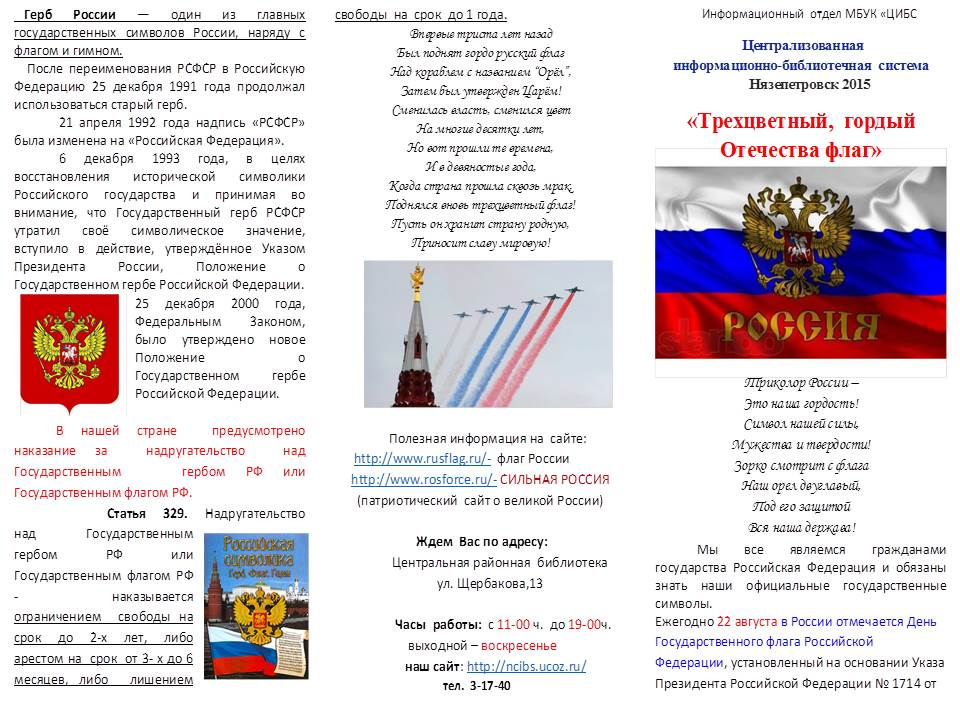 Герб России — один из главных
государственных символов России, наряду с
флагом и гимном.
После переименования РСФСР в Российскую
Федерацию 25 декабря 1991 года продолжал
использоваться старый герб.
21 апреля 1992 года надпись «РСФСР»
была изменена на «Российская Федерация».
6 декабря 1993 года, в целях
восстановления исторической символики
Российского государства и принимая во
внимание, что Государственный герб РСФСР
утратил своё символическое значение,
вступило в действие, утверждённое Указом
Президента России, Положение о
Государственном гербе Российской Федерации.
25 декабря 2000 года,
Федеральным Законом,
было утверждено новое
Положение о
Государственном гербе
Российской Федерации.
В нашей стране предусмотрено
наказание за надругательство над
Государственным гербом РФ или
Государственным флагом РФ.
Статья 329. Надругательство
над Государственным
гербом РФ или
Государственным флагом РФ
- наказывается
ограничением свободы на
срок до 2-х лет, либо
арестом на срок от 3- х до 6
месяцев, либо лишением
Российская
символика
Герб. Флаг. Гимн
свободы на срок до 1 года.
Впервые триста лет назад
Был поднят гордо русский флаг
Над кораблем с названием “Орёл”,
Затем был утвержден Царём!
Сменилась власть, сменился цвет
На многие десятки лет,
Но вот прошли те времена,
И в девяностые года,
Когда страна прошла сквозь мрак
Поднялся вновь трехцветный флаг!
Пусть он хранит страну родную,
Приносит славу мировую!
Полезная информация на сайте:
http://www.rusflag.ru/- флаг России
http://www.rosforce.ru/- СИЛЬНАЯ РОССИЯ
(патриотический сайт о великой России)
Ждем Вас по адресу:
Центральная районная библиотека
ул. Щербакова,13
Часы работы: с 11-00 ч. до 19-00ч.
выходной – воскресенье
наш сайт: http://ncibs.ucoz.ru/
тел. 3-17-40
Информационный отдел МБУК «ЦИБС
Централизованная
информационно-библиотечная система
Нязепетровск 2015
«Трехцветный, гордый
Отечества флаг»
РОССИЯ
Триколор России –
Это наша гордость!
Символ нашей силы,
Мужества и твердости!
Зорко смотрит с флага
Наш орел двуглавый,
Под его защитой
Вся наша держава!
Мы все являемся гражданами
государства Российская Федерация и обязаны
знать наши официальные государственные
символы.
Ежегодно 22 августа в России отмечается День
Государственного флага Российской
Федерации, установленный на основании Указа
Президента Российской Федерации № 1714 от